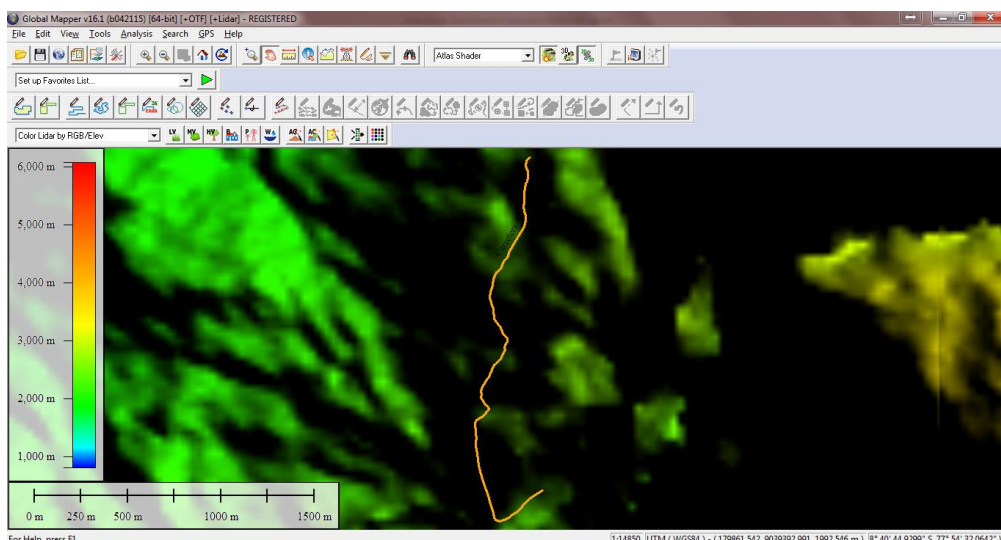 Global Mapper v16.1 (b042115) [64-bit] [+OTF] [+Lidar] - REGISTERED
File Edit View Tools Analysis Search GPS Help
Atlas Shader
Set up Favorites List...
Color Lidar by RGB/Elev
6,000 m
5,000 m
4,000 m
3,000 m
2,000 m
1,000 m
0 m 250 m 500 m 1000 m 1500 m
For Help, press F1
1:14850 UTM ( WGS84 ) - ( 179861.542, 9039392.991, 1992.546 m ) 8° 40' 44.9299" S, 77° 54' 32.0642"